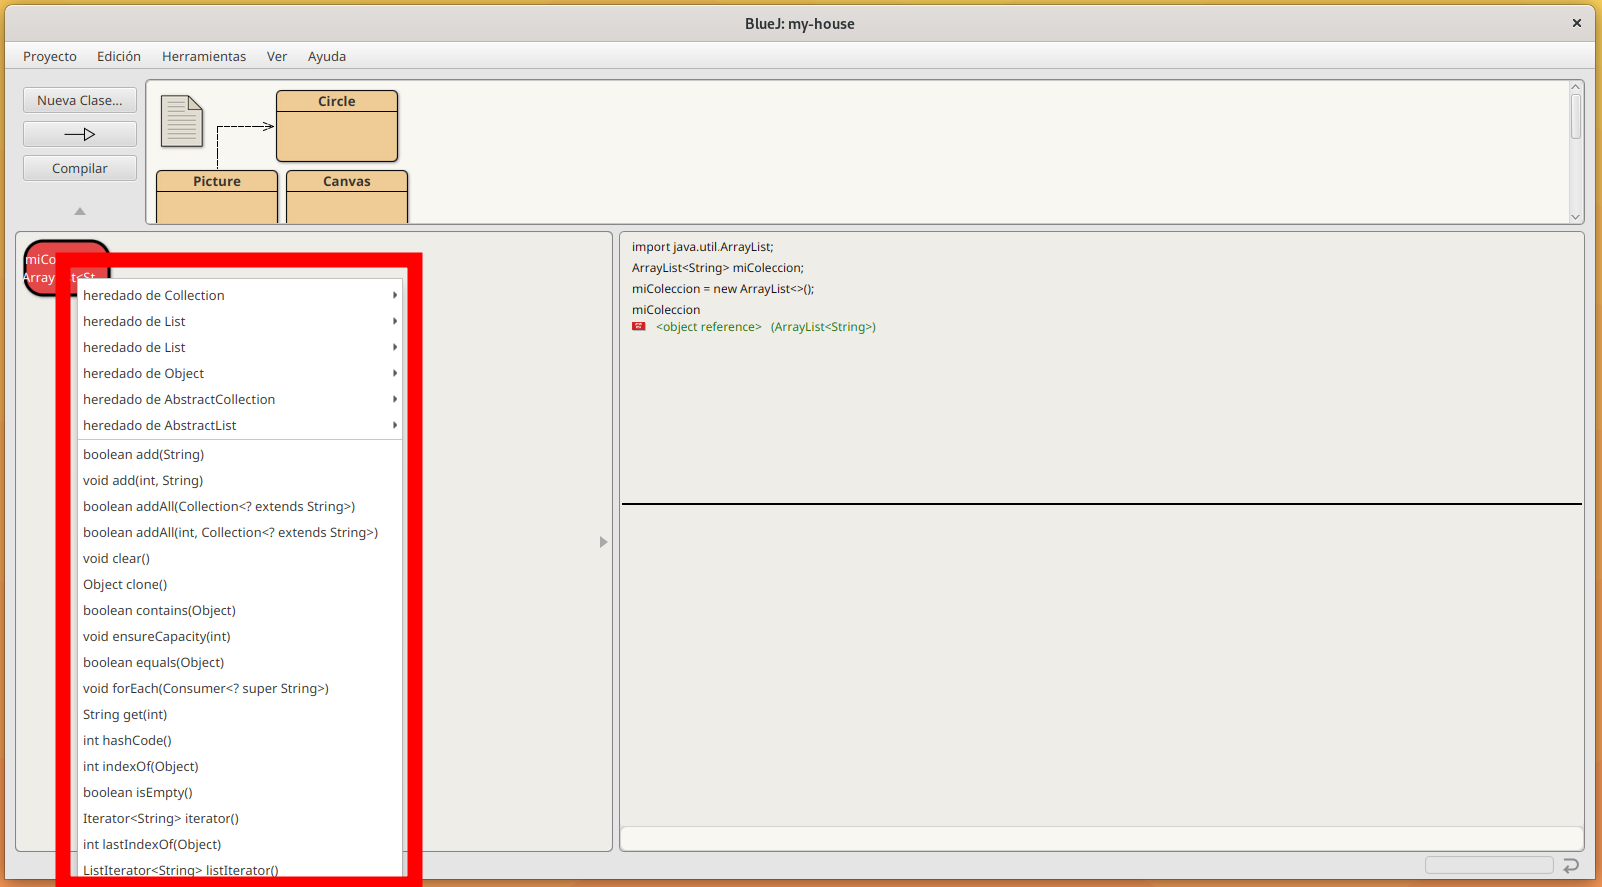 BlueJ: my-house
Proyecto Edición Herramientas Ver Ayuda
Nueva Clase...
Compilar
Circle
Picture
Canvas
miCo
Array t<St
heredado de Collection
heredado de List
heredado de List
heredado de Object
heredado de AbstractCollection
heredado de AbstractList
boolean add(String)
void add(int, String)
boolean addAll(Collection<? extends String>)
boolean addAll(int, Collection<? extends String>)
void clear()
Object clone()
boolean contains(Object)
void ensureCapacity(int)
boolean equals(Object)
void forEach(Consumer<? super String>)
String get(int)
int hashCode()
int indexOf(Object)
boolean isEmpty()
Iterator<String> iterator()
int lastIndexOf(Object)
ListIterator<String> listIterator()
import java.util.ArrayList;
ArrayList<String> miColeccion;
miColeccion = new ArrayList<>();
miColeccion
<object reference> (ArrayList<String>)